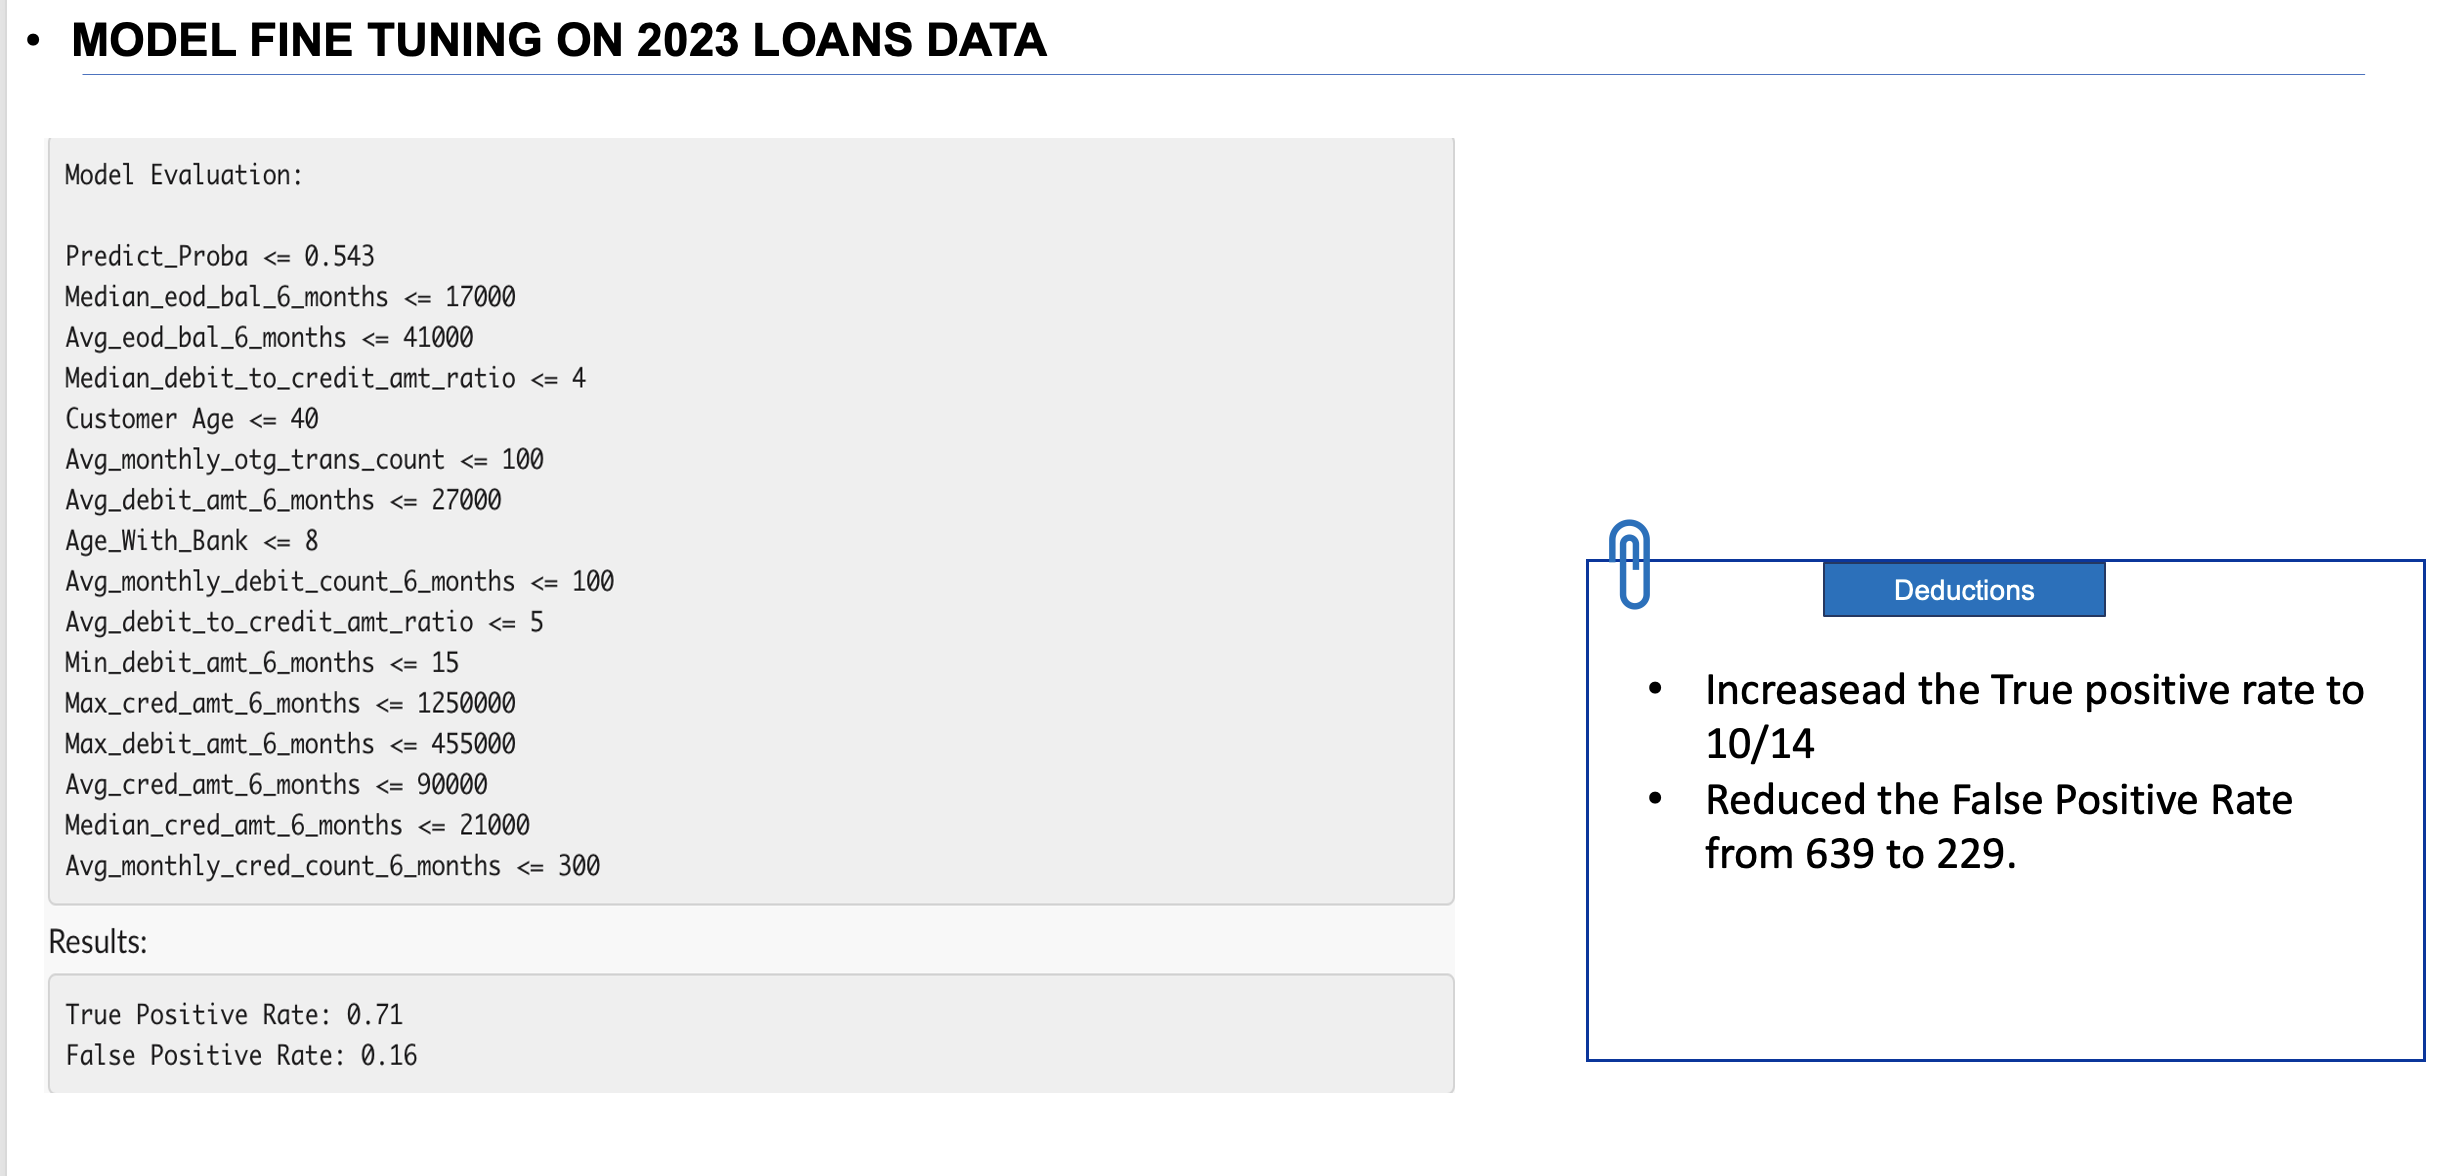 • MODEL FINE TUNING ON 2023 LOANS DATA
Model Evaluation:
Predict_Proba <= 0.543
Median_eod_bal_6_months <= 17000
Avg_eod_bal_6_months <= 41000
Median_debit_to_credit_amt_ratio <= 4
Customer Age <= 40
Avg_monthly_otg_trans_count <= 100
Avg_debit_amt_6_months <= 27000
Age_With_Bank <= 8
Avg_monthly_debit_count_6_months <= 100
Avg_debit_to_credit_amt_ratio <= 5
Min_debit_amt_6_months <= 15
Max_cred_amt_6_months <= 1250000
Max_debit_amt_6_months <= 455000
Avg_cred_amt_6_months <= 90000
Median_cred_amt_6_months <= 21000
Avg_monthly_cred_count_6_months <= 300
Results:
True Positive Rate: 0.71
False Positive Rate: 0.16
Deductions
• Increasead the True positive rate to
10/14
• Reduced the False Positive Rate
from 639 to 229.